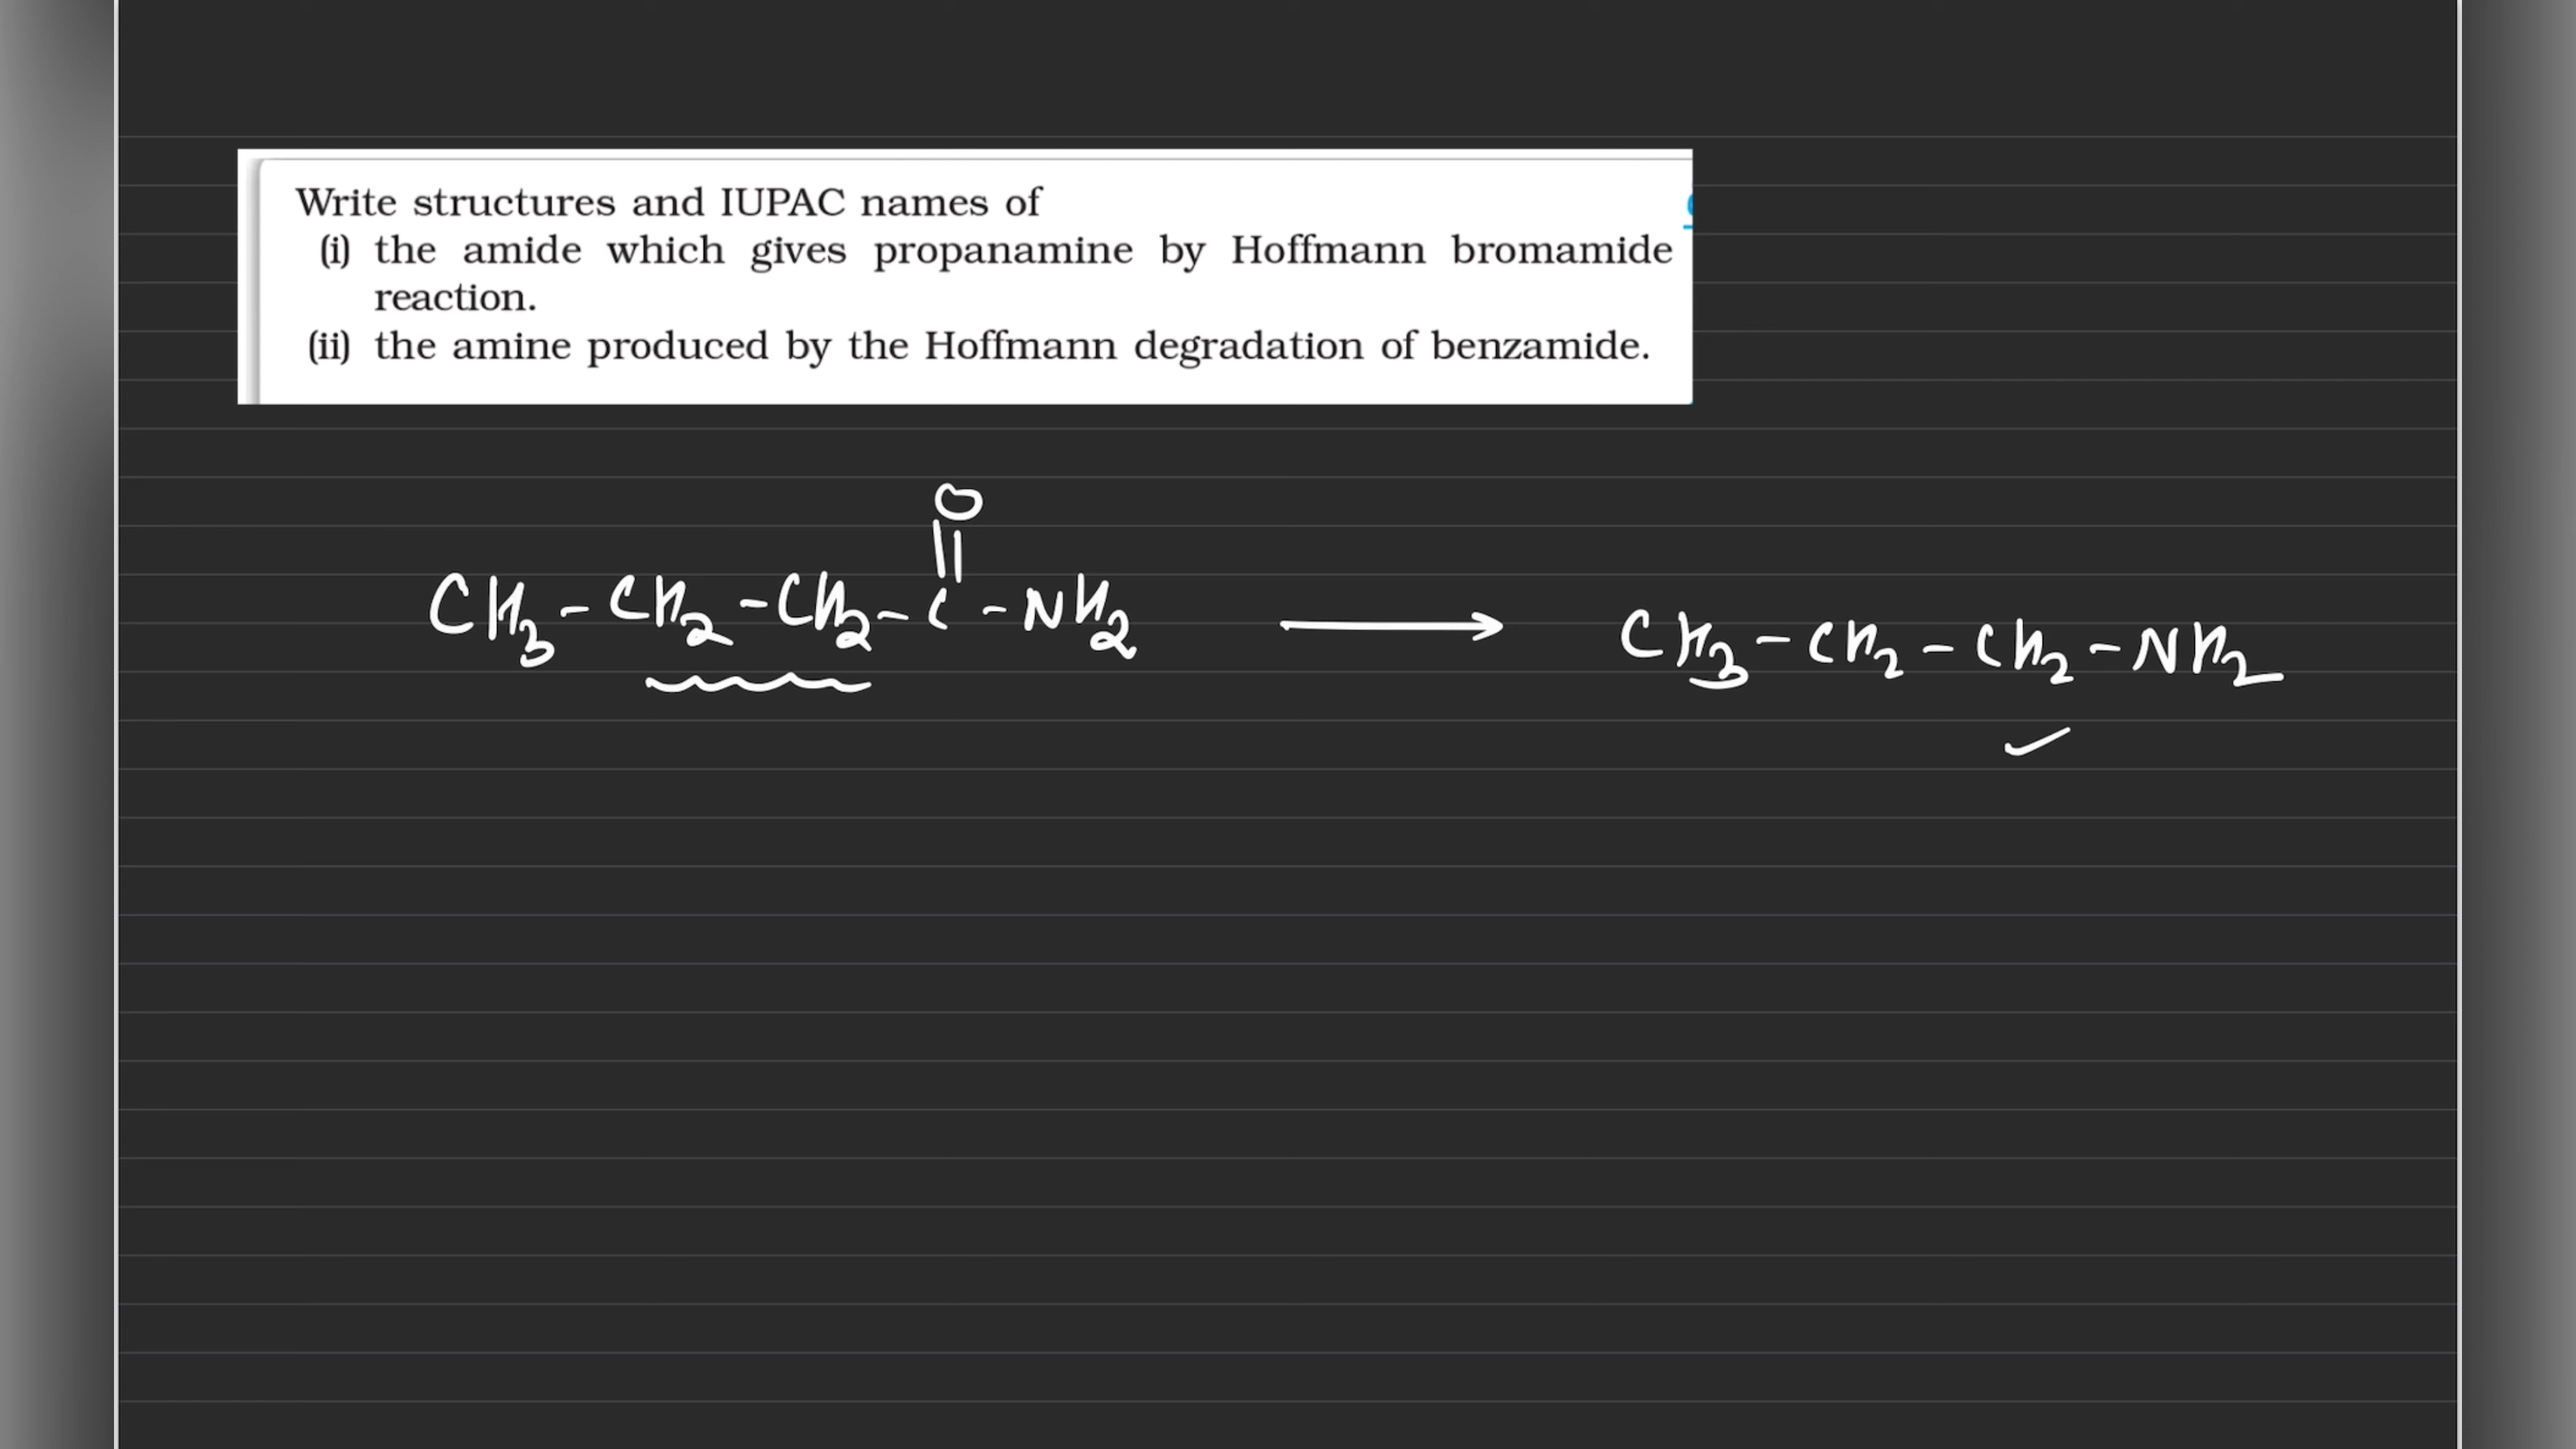 Write structures and IUPAC names of
(i) the amide which gives propanamine by Hoffmann bromamide
reaction.
(ii) the amine produced by the Hoffmann degradation of benzamide.
O
CH3-CH2-CH2-C-NH2 → CH3-CH2-CH2-NH2